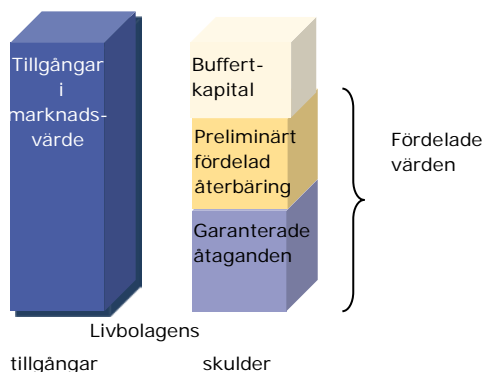 Tillgångar
i
marknads-
värde
Buffert-
kapital
Preliminärt
fördelad
återbäring
Garanterade
åtaganden
Fördelade
värden
Livbolagens
tillgångar skulder